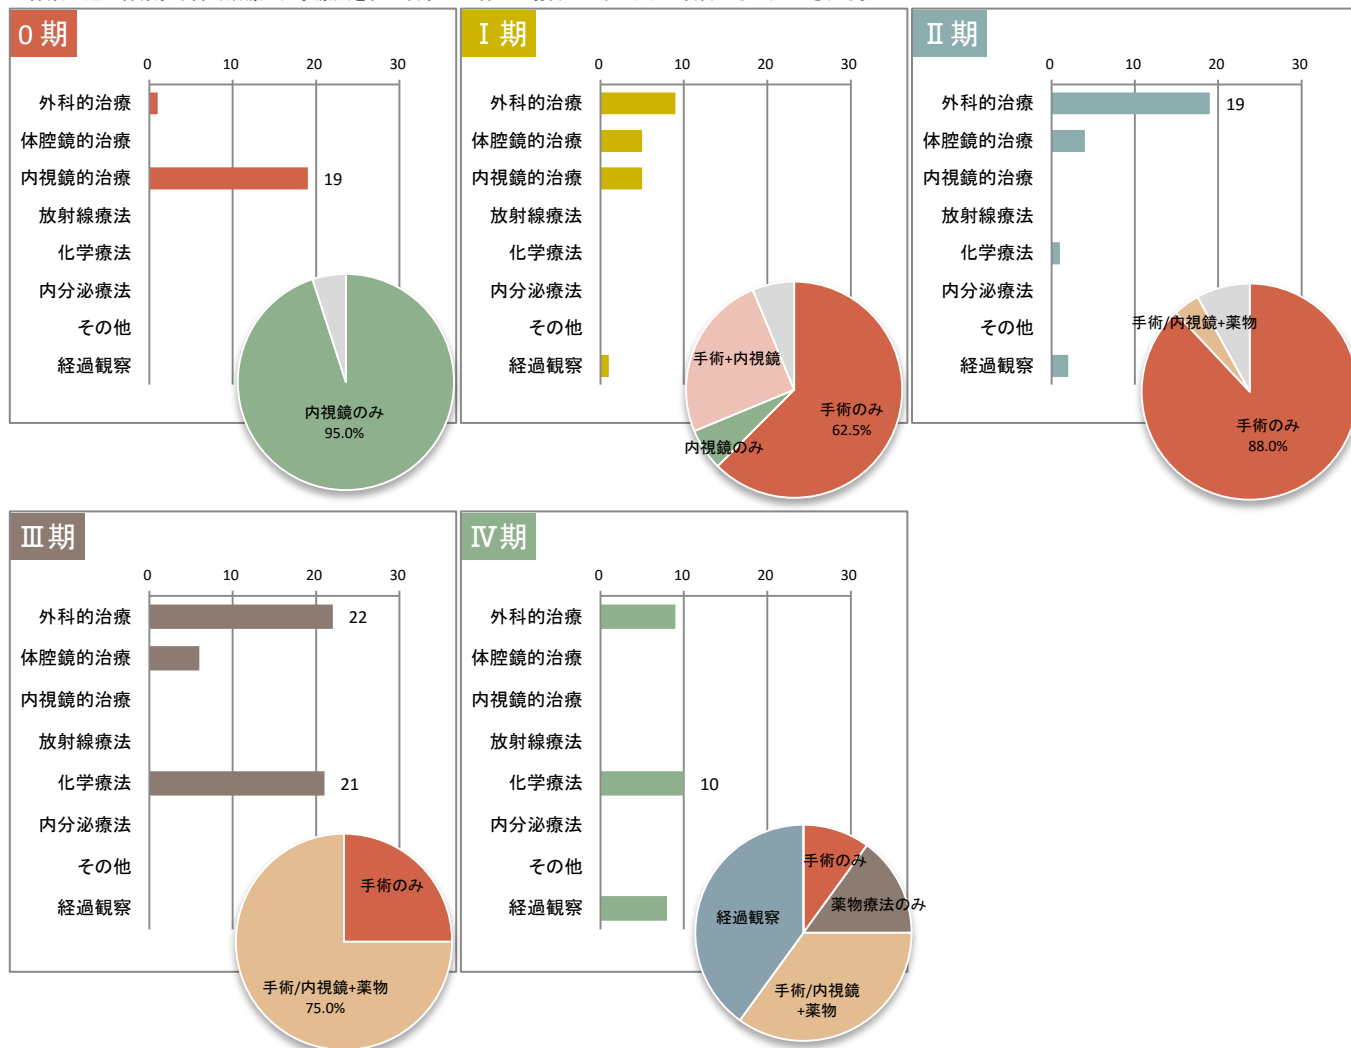 0期
0 10 20 30
外科的治療
体腔鏡的治療
内視鏡的治療 19
放射線療法
化学療法
内分泌療法
その他
経過観察
内視鏡のみ
95.0%
Ⅰ期
0 10 20 30
外科的治療
体腔鏡的治療
内視鏡的治療
放射線療法
化学療法
内分泌療法
その他
経過観察
手術+内視鏡
手術のみ
62.5%
内視鏡のみ
Ⅱ期
0 10 20 30
外科的治療 19
体腔鏡的治療
内視鏡的治療
放射線療法
化学療法
内分泌療法
その他
経過観察
手術/内視鏡+薬物
手術のみ
88.0%
Ⅲ期
0 10 20 30
外科的治療 22
体腔鏡的治療
内視鏡的治療
放射線療法
化学療法 21
内分泌療法
その他
経過観察
手術のみ
手術/内視鏡+薬物
75.0%
Ⅳ期
0 10 20 30
外科的治療
体腔鏡的治療
内視鏡的治療
放射線療法
化学療法 10
内分泌療法
その他
経過観察
手術のみ
薬物療法のみ
経過観察
手術/内視鏡
+薬物